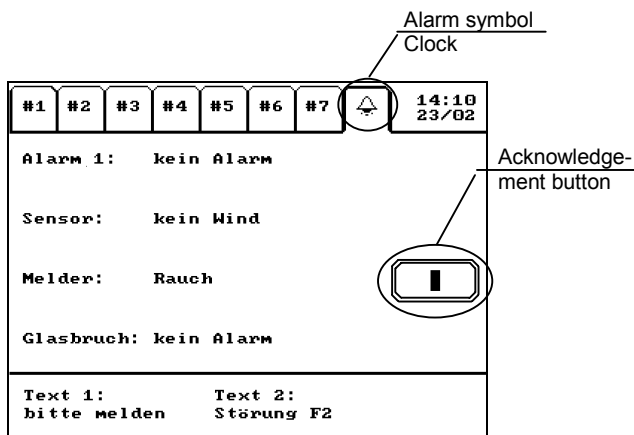 Alarm symbol
Clock
#1 #2 #3 #4 #5 #6 #7 14:10
23/02
Alarm 1: kein Alarm
Acknowledge-
ment button
Sensor: kein Wind
Melder: Rauch
Glasbruch: kein Alarm
Text 1: Text 2:
bitte melden Störung F2